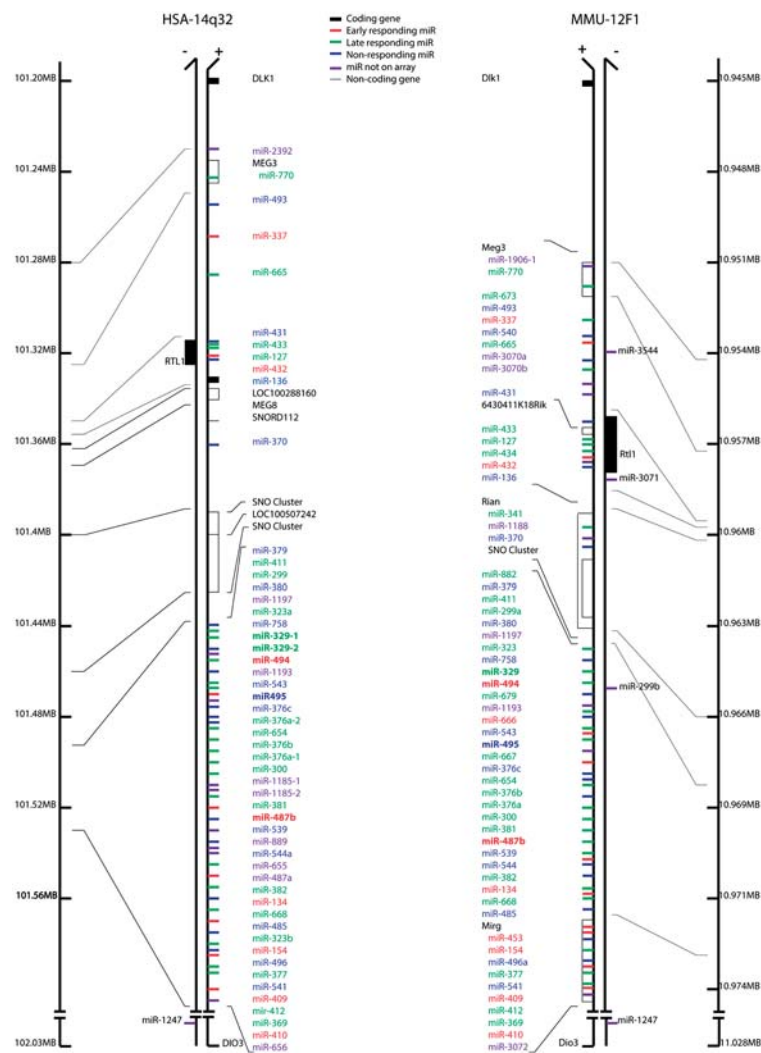 HSA-14q32
MMU-12F1
Coding gene
Early responding miR
Late responding miR
Non-responding miR
miR not on array
Non-coding gene
-
+
+
-
101.20MB
101.24MB
101.28MB
101.32MB
101.36MB
101.4MB
101.44MB
101.48MB
101.52MB
101.56MB
102.03MB
RTL1
miR-1247
DLK1
miR-2392
MEG3
miR-770
miR-493
miR-337
miR-665
miR-431
miR-433
miR-127
miR-432
miR-136
LOC100288160
MEG8
SNORD112
miR-370
SNO Cluster
LOC100507242
SNO Cluster
miR-379
miR-411
miR-299
miR-380
miR-1197
miR-323a
miR-758
miR-329-1
miR-329-2
miR-494
miR-1193
miR-543
miR495
miR-376c
miR-376a-2
miR-654
miR-376b
miR-376a-1
miR-300
miR-1185-1
miR-1185-2
miR-381
miR-487b
miR-539
miR-889
miR-544a
miR-655
miR-487a
miR-382
miR-134
miR-668
miR-485
miR-323b
miR-154
miR-496
miR-377
miR-541
miR-409
mir-412
miR-369
miR-410
miR-656
DIO3
Dlk1
Meg3
miR-1906-1
miR-770
miR-673
miR-493
miR-337
miR-540
miR-665
miR-3070a
miR-3070b
miR-431
6430411K18Rik
miR-433
miR-127
miR-434
miR-432
miR-136
Rian
miR-341
miR-1188
miR-370
SNO Cluster
miR-882
miR-379
miR-411
miR-299a
miR-380
miR-1197
miR-323
miR-758
miR-329
miR-494
miR-679
miR-1193
miR-666
miR-543
miR-495
miR-667
miR-376c
miR-654
miR-376b
miR-376a
miR-300
miR-381
miR-487b
miR-539
miR-544
miR-382
miR-134
miR-668
miR-485
Mirg
miR-453
miR-154
miR-496a
miR-377
miR-541
miR-409
miR-412
miR-369
miR-410
miR-3072
Dio3
miR-3544
Rtl1
miR-3071
miR-299b
miR-1247
10.945MB
10.948MB
10.951MB
10.954MB
10.957MB
10.96MB
10.963MB
10.966MB
10.969MB
10.971MB
10.974MB
11.028MB